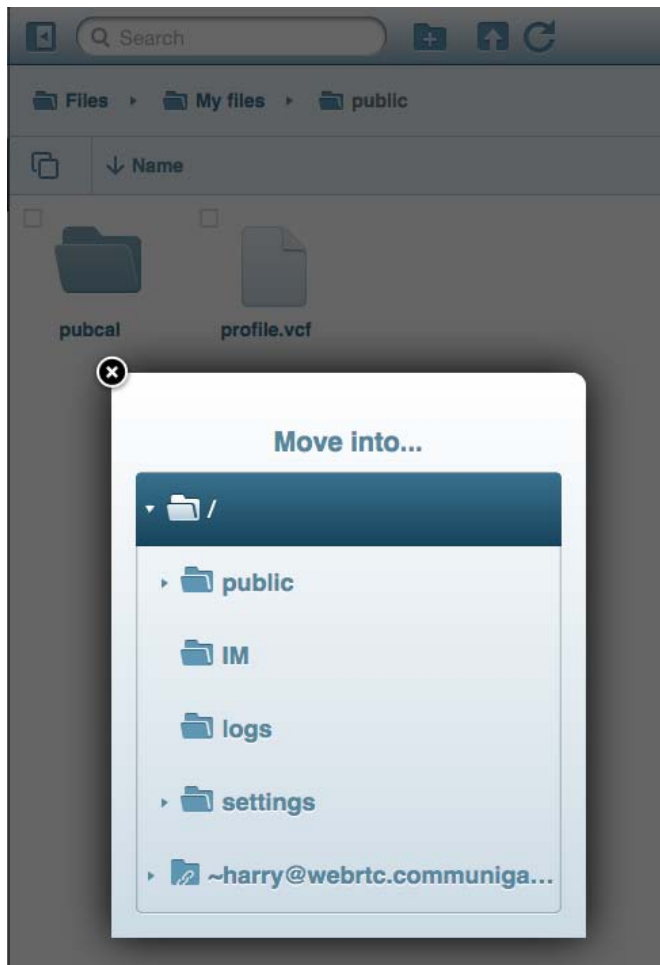 Search
Files My files public
Name
pubcal profile.vcf
Move into...
/
public
IM
logs
settings
~harry@webrtc.communiga...